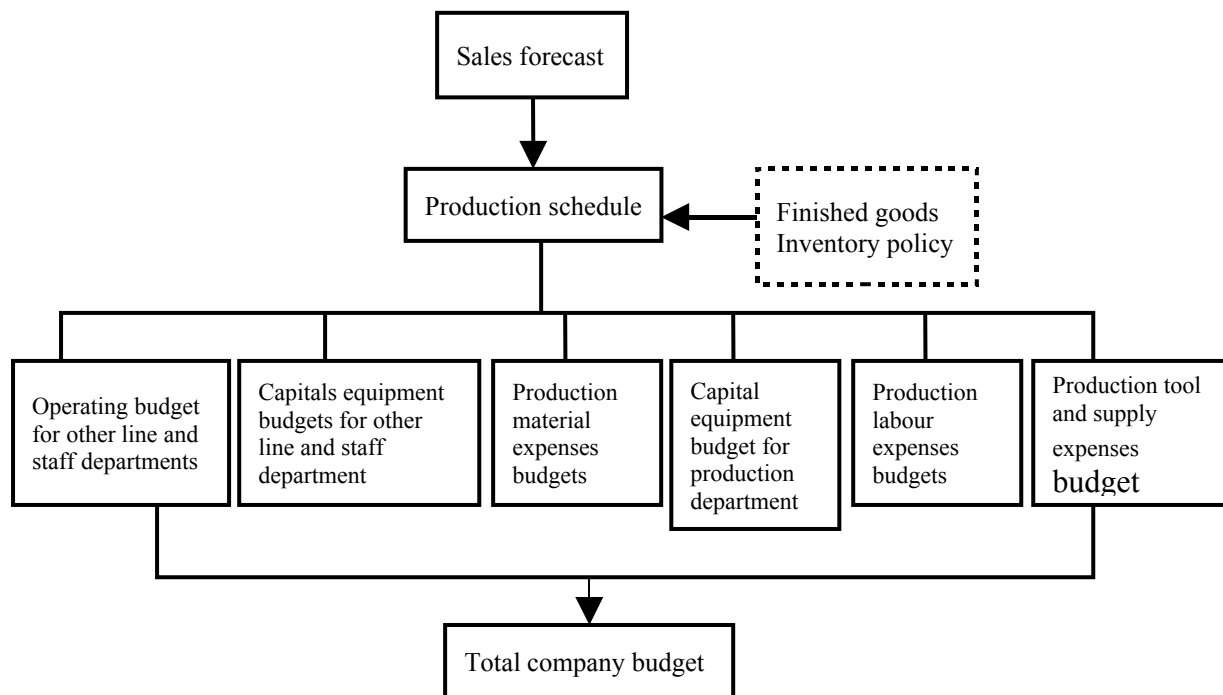 Sales forecast
Production schedule
Finished goods
Inventory policy
Operating budget
for other line and
staff departments
Capitals equipment
budgets for other
line and staff
department
Production
material
expenses
budgets
Capital
equipment
budget for
production
department
Production
labour
expenses
budgets
Production tool
and supply
expenses
budget
Total company budget